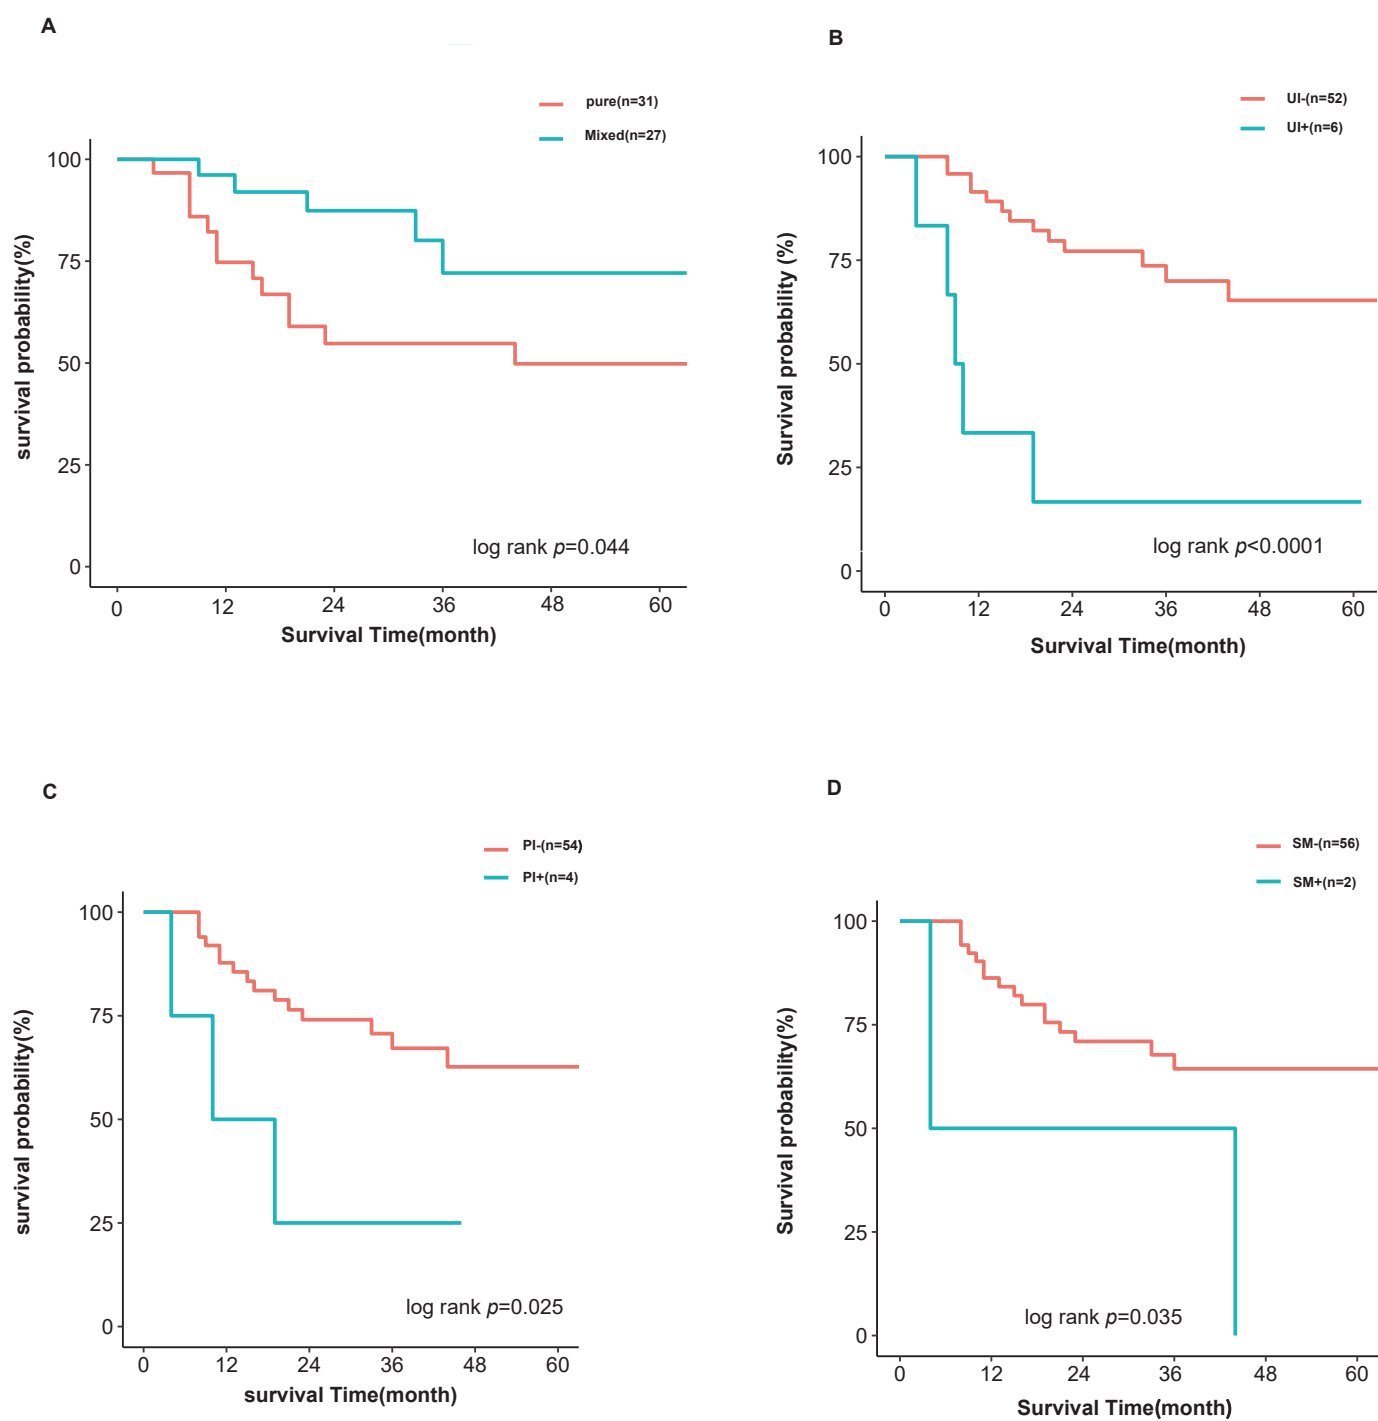 A
pure(n=31)
Mixed(n=27)
survival probability(%)
100
75
50
25
0
log rank p=0.044
0 12 24 36 48 60
Survival Time(month)
B
UI-(n=52)
UI+(n=6)
Survival probability (%)
100
75
50
25
0
log rank p<0.0001
0 12 24 36 48 60
Survival Time(month)
C
PI-(n=54)
PI+(n=4)
survival probability(%)
100
75
50
25
0
log rank p=0.025
0 12 24 36 48 60
survival Time(month)
D
SM-(n=56)
SM+(n=2)
Survival probability(%)
100
75
50
25
0
log rank p=0.035
0 12 24 36 48 60
Survival Time(month)